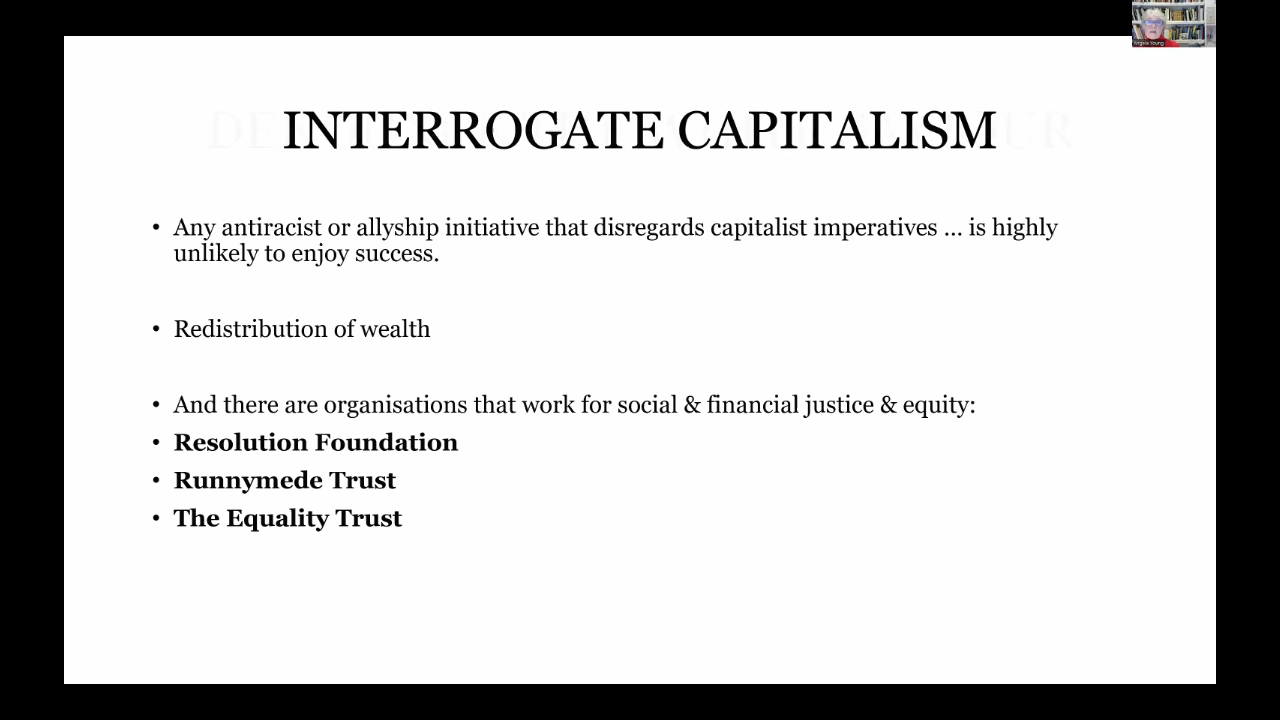 Angela Young
INTERROGATE CAPITALISM
• Any antiracist or allyship initiative that disregards capitalist imperatives ... is highly
unlikely to enjoy success.
• Redistribution of wealth
• And there are organisations that work for social & financial justice & equity:
• Resolution Foundation
• Runnymede Trust
• The Equality Trust